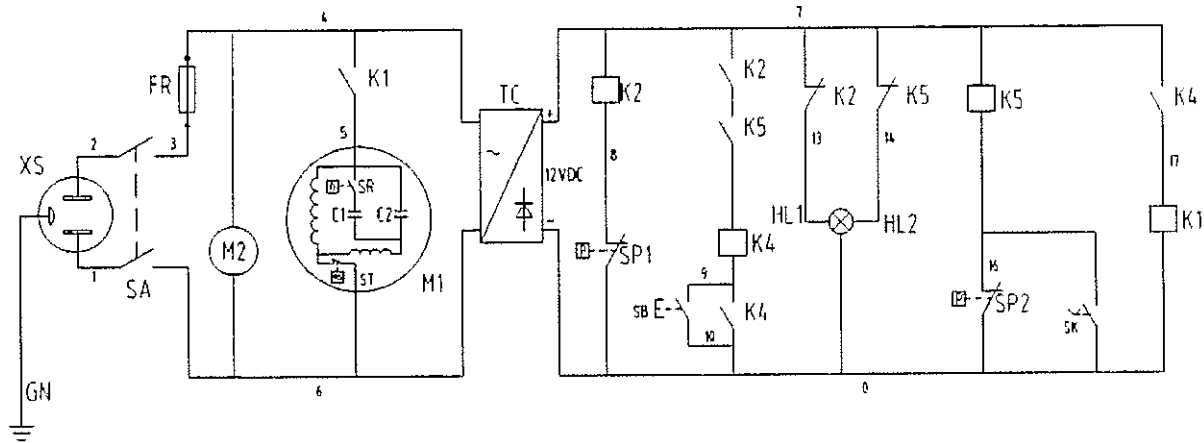 4
7
FR
K1
TC
K2
K2
K2
K5
K5
K4
5
+
~
2
3
8
13
14
XS
12VDC
K5
17
SR
C1
C2
HL1
HL2
K1
M2
K4
-
P
SP1
1
SA
ST
M1
9
15
P
SP2
SB
E
K4
SK
10
GN
6
0